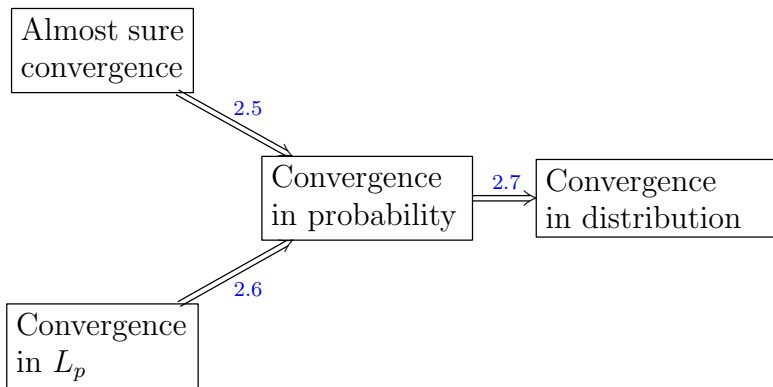 Almost sure
convergence
2.5
Convergence
in probability
2.7
Convergence
in distribution
2.6
Convergence
in $L_p$